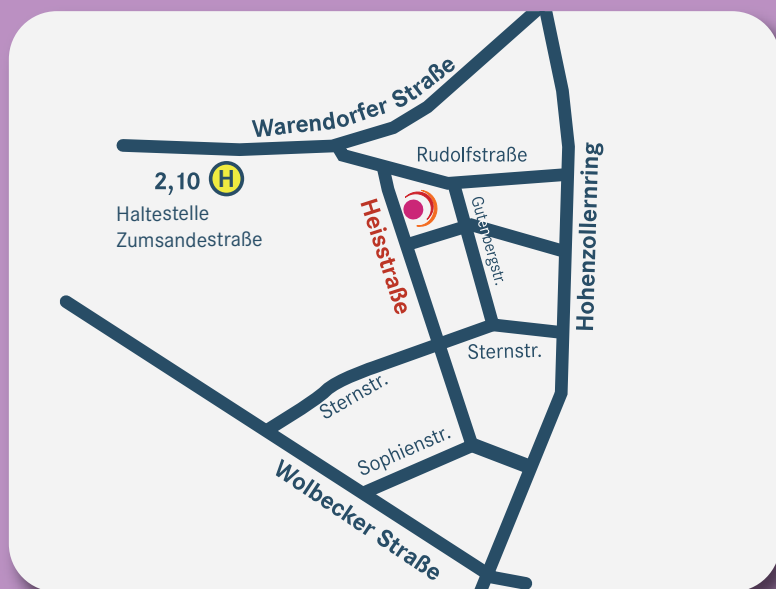 Warendorfer Straße
Rudolfstraße
2,10 H
Haltestelle
Zumsandestraße
Heisstraße
Gutenbergstr.
Hohenzollernring
Sternstr.
Sternstr.
Sophienstr.
Wolbecker Straße